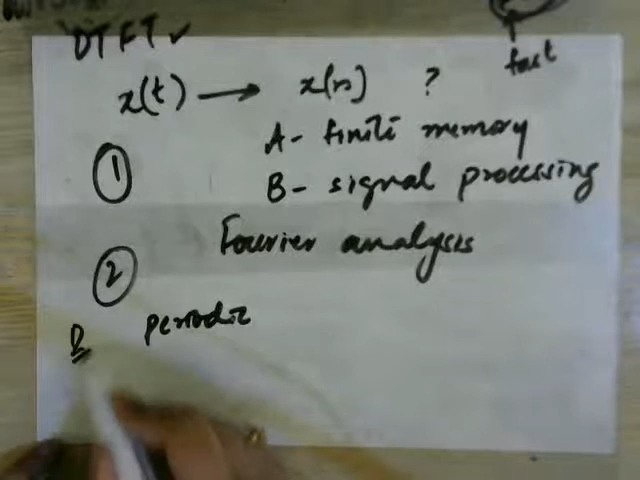 DTFT ✓
fast
x(t) → x(n) ?
① A- finite memory
B- signal processing
Fourier analysis
②
periodic
D